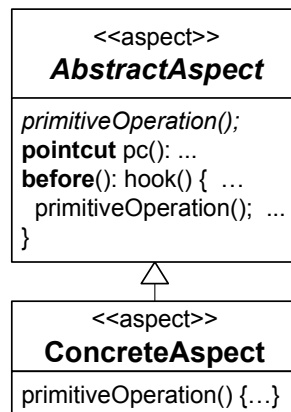 <<aspect>>
AbstractAspect
primitiveOperation();
pointcut pc(): ...
before(): hook() { …
primitiveOperation(); ...
}
<<aspect>>
ConcreteAspect
primitiveOperation() {…}